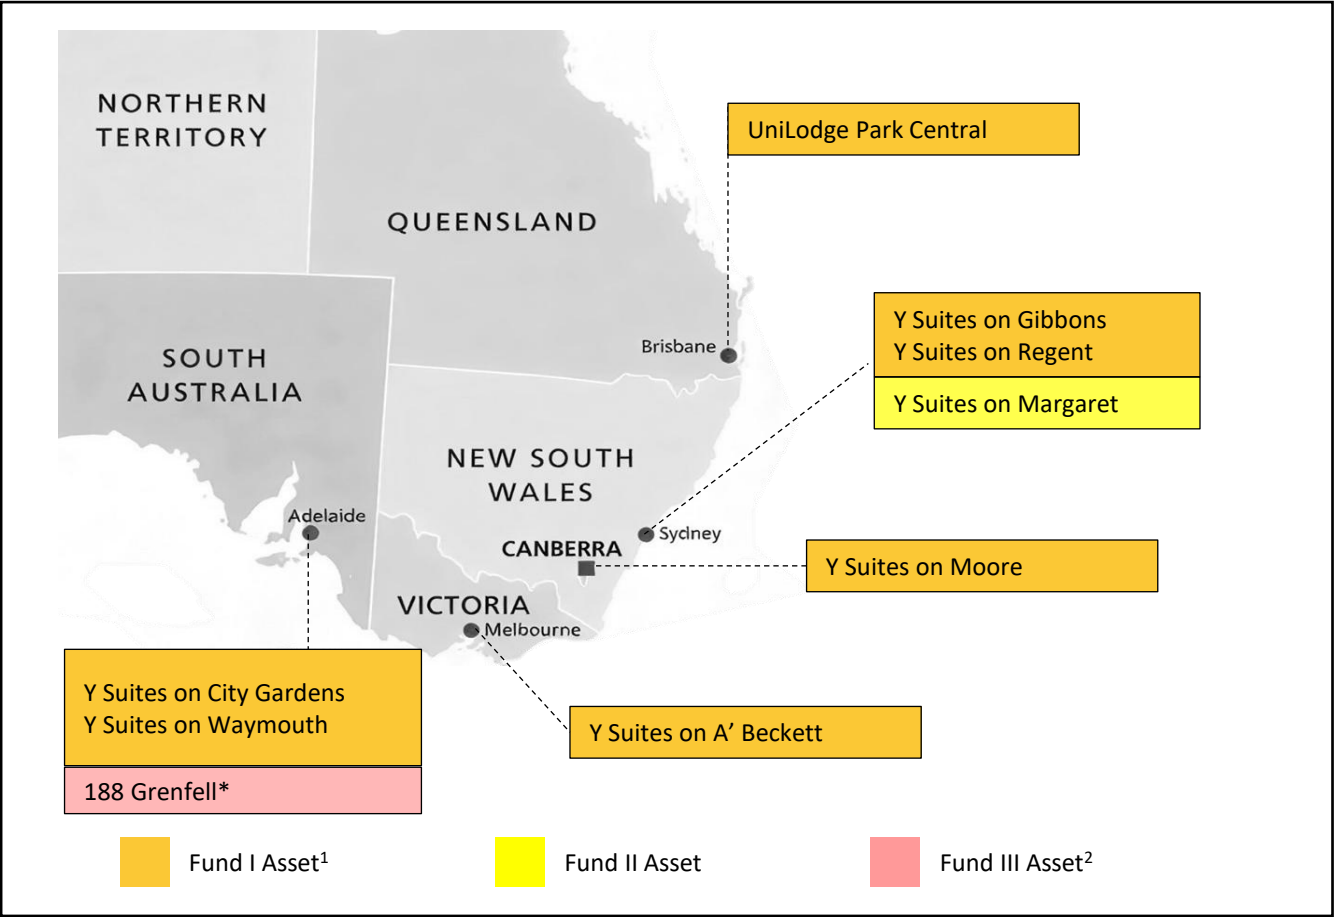 NORTHERN
TERRITORY
UniLodge Park Central
QUEENSLAND
Y Suites on Gibbons
Y Suites on Regent
Y Suites on Margaret
Brisbane
SOUTH
AUSTRALIA
NEW SOUTH
WALES
Adelaide
Sydney
CANBERRA
Y Suites on Moore
VICTORIA
Melbourne
Y Suites on City Gardens
Y Suites on Waymouth
188 Grenfell*
Y Suites on A’ Beckett
Fund I Asset¹
Fund II Asset
Fund III Asset²